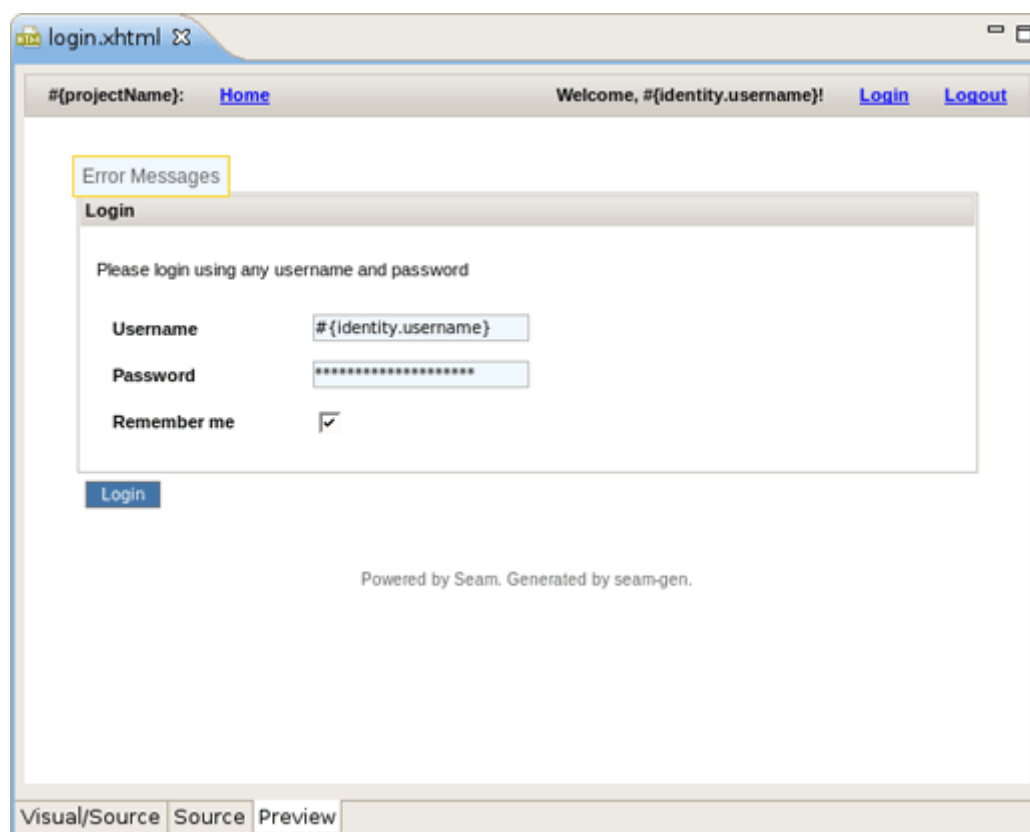 login.xhtml
#{projectName}: Home Welcome, #{identity.username}! Login Logout
Error Messages
Login
Please login using any username and password
Username #{identity.username}
Password ********************
Remember me
Login
Powered by Seam. Generated by seam-gen.
Visual/Source Source Preview